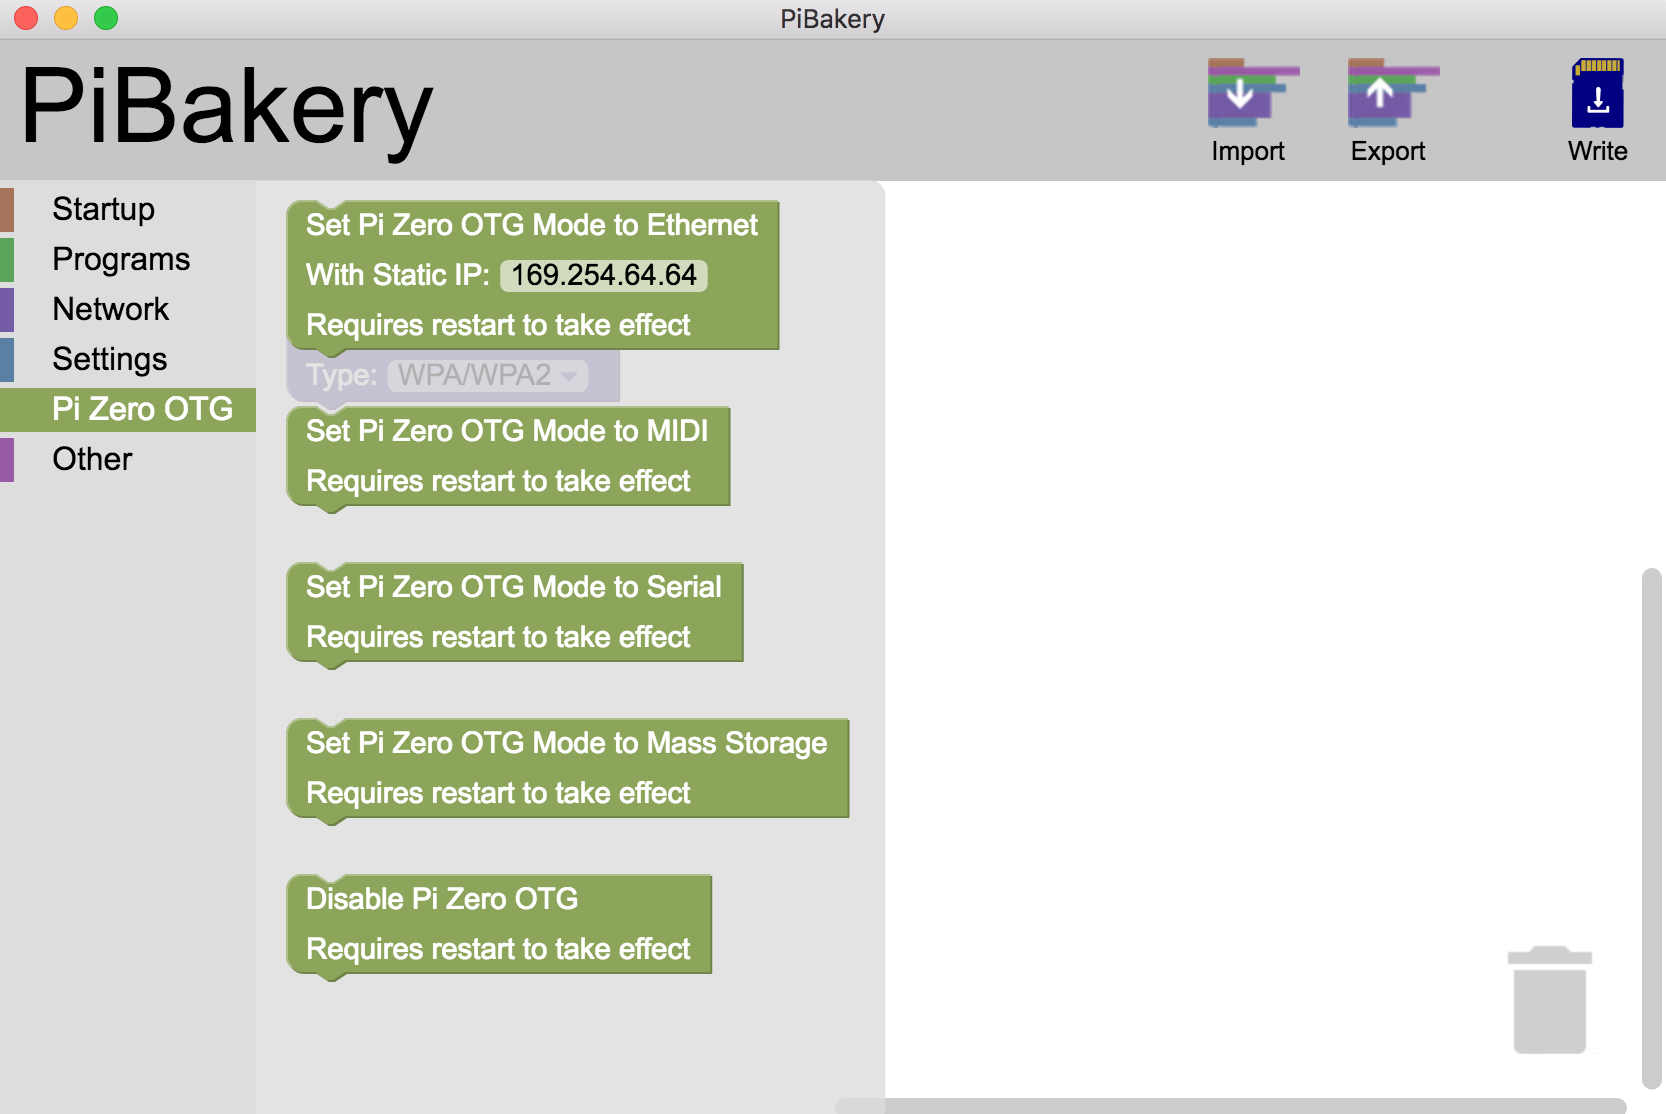 PiBakery
PiBakery
Import
Export
Write
Startup
Programs
Network
Settings
Pi Zero OTG
Other
Set Pi Zero OTG Mode to Ethernet
With Static IP: 169.254.64.64
Requires restart to take effect
Type: WPA/WPA2
Set Pi Zero OTG Mode to MIDI
Requires restart to take effect
Set Pi Zero OTG Mode to Serial
Requires restart to take effect
Set Pi Zero OTG Mode to Mass Storage
Requires restart to take effect
Disable Pi Zero OTG
Requires restart to take effect